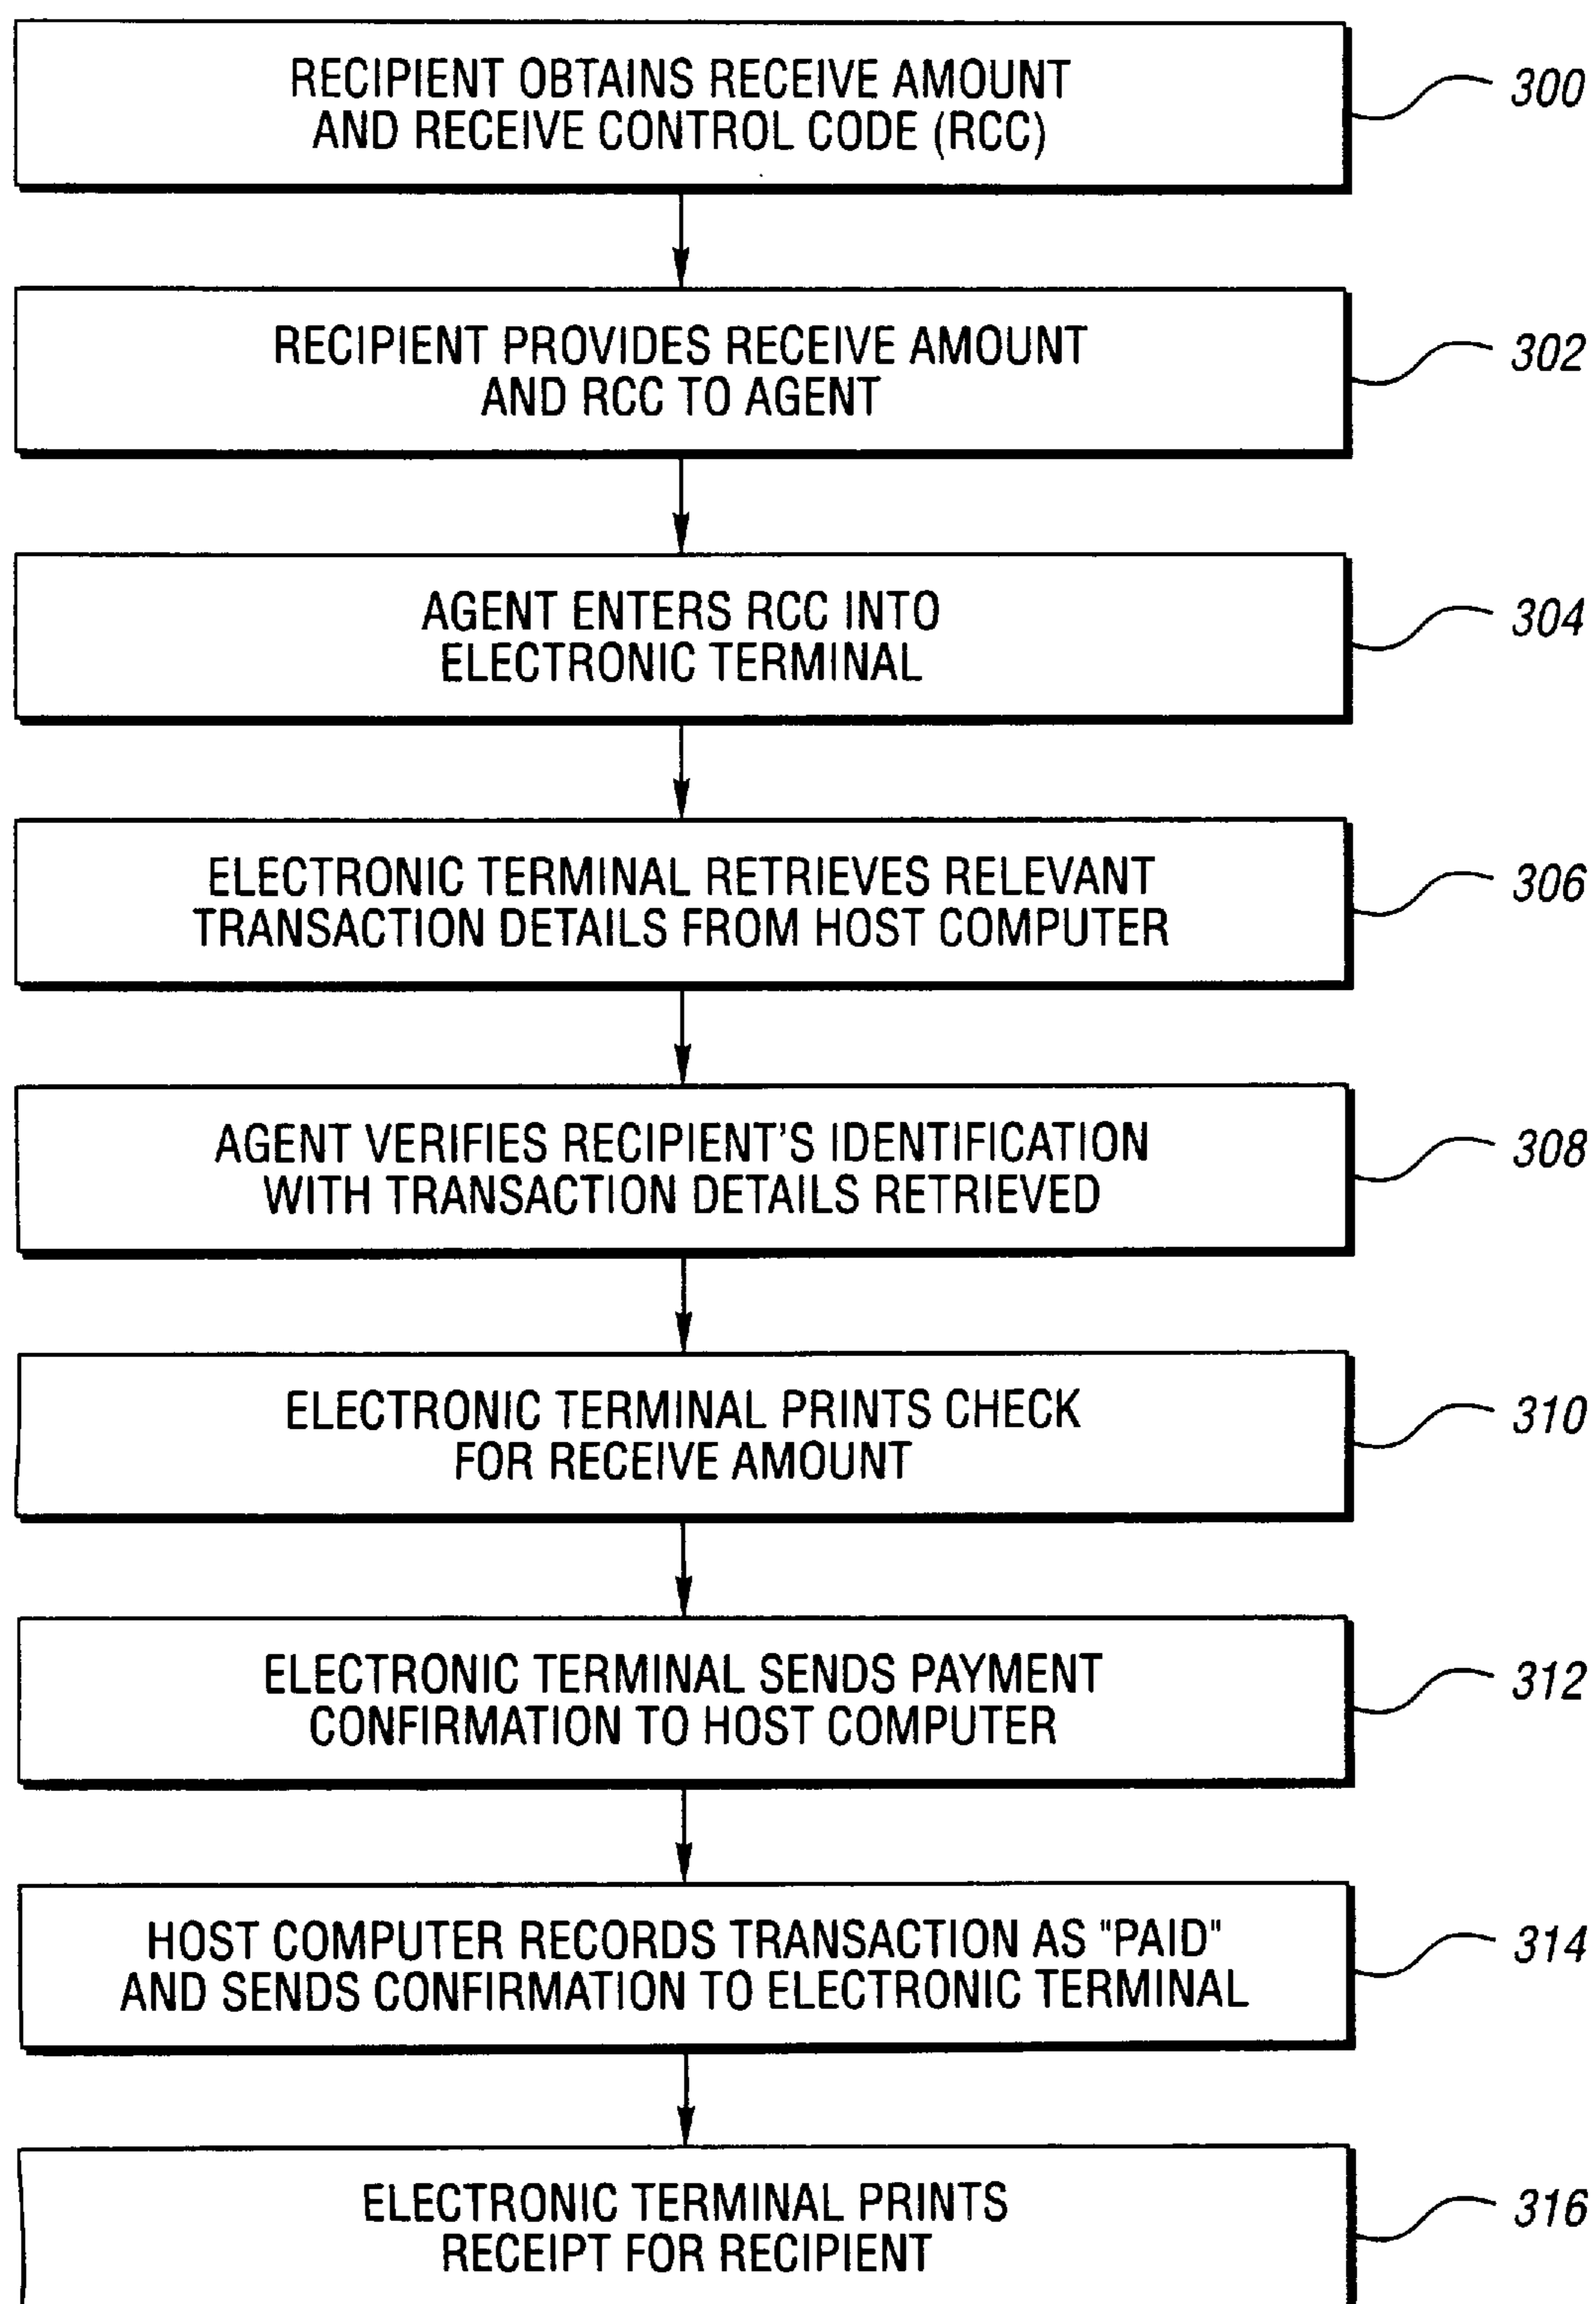 RECIPIENT OBTAINS RECEIVE AMOUNT
AND RECEIVE CONTROL CODE (RCC)
300
RECIPIENT PROVIDES RECEIVE AMOUNT
AND RCC TO AGENT
302
AGENT ENTERS RCC INTO
ELECTRONIC TERMINAL
304
ELECTRONIC TERMINAL RETRIEVES RELEVANT
TRANSACTION DETAILS FROM HOST COMPUTER
306
AGENT VERIFIES RECIPIENT'S IDENTIFICATION
WITH TRANSACTION DETAILS RETRIEVED
308
ELECTRONIC TERMINAL PRINTS CHECK
FOR RECEIVE AMOUNT
310
ELECTRONIC TERMINAL SENDS PAYMENT
CONFIRMATION TO HOST COMPUTER
312
HOST COMPUTER RECORDS TRANSACTION AS "PAID"
AND SENDS CONFIRMATION TO ELECTRONIC TERMINAL
314
ELECTRONIC TERMINAL PRINTS
RECEIPT FOR RECIPIENT
316